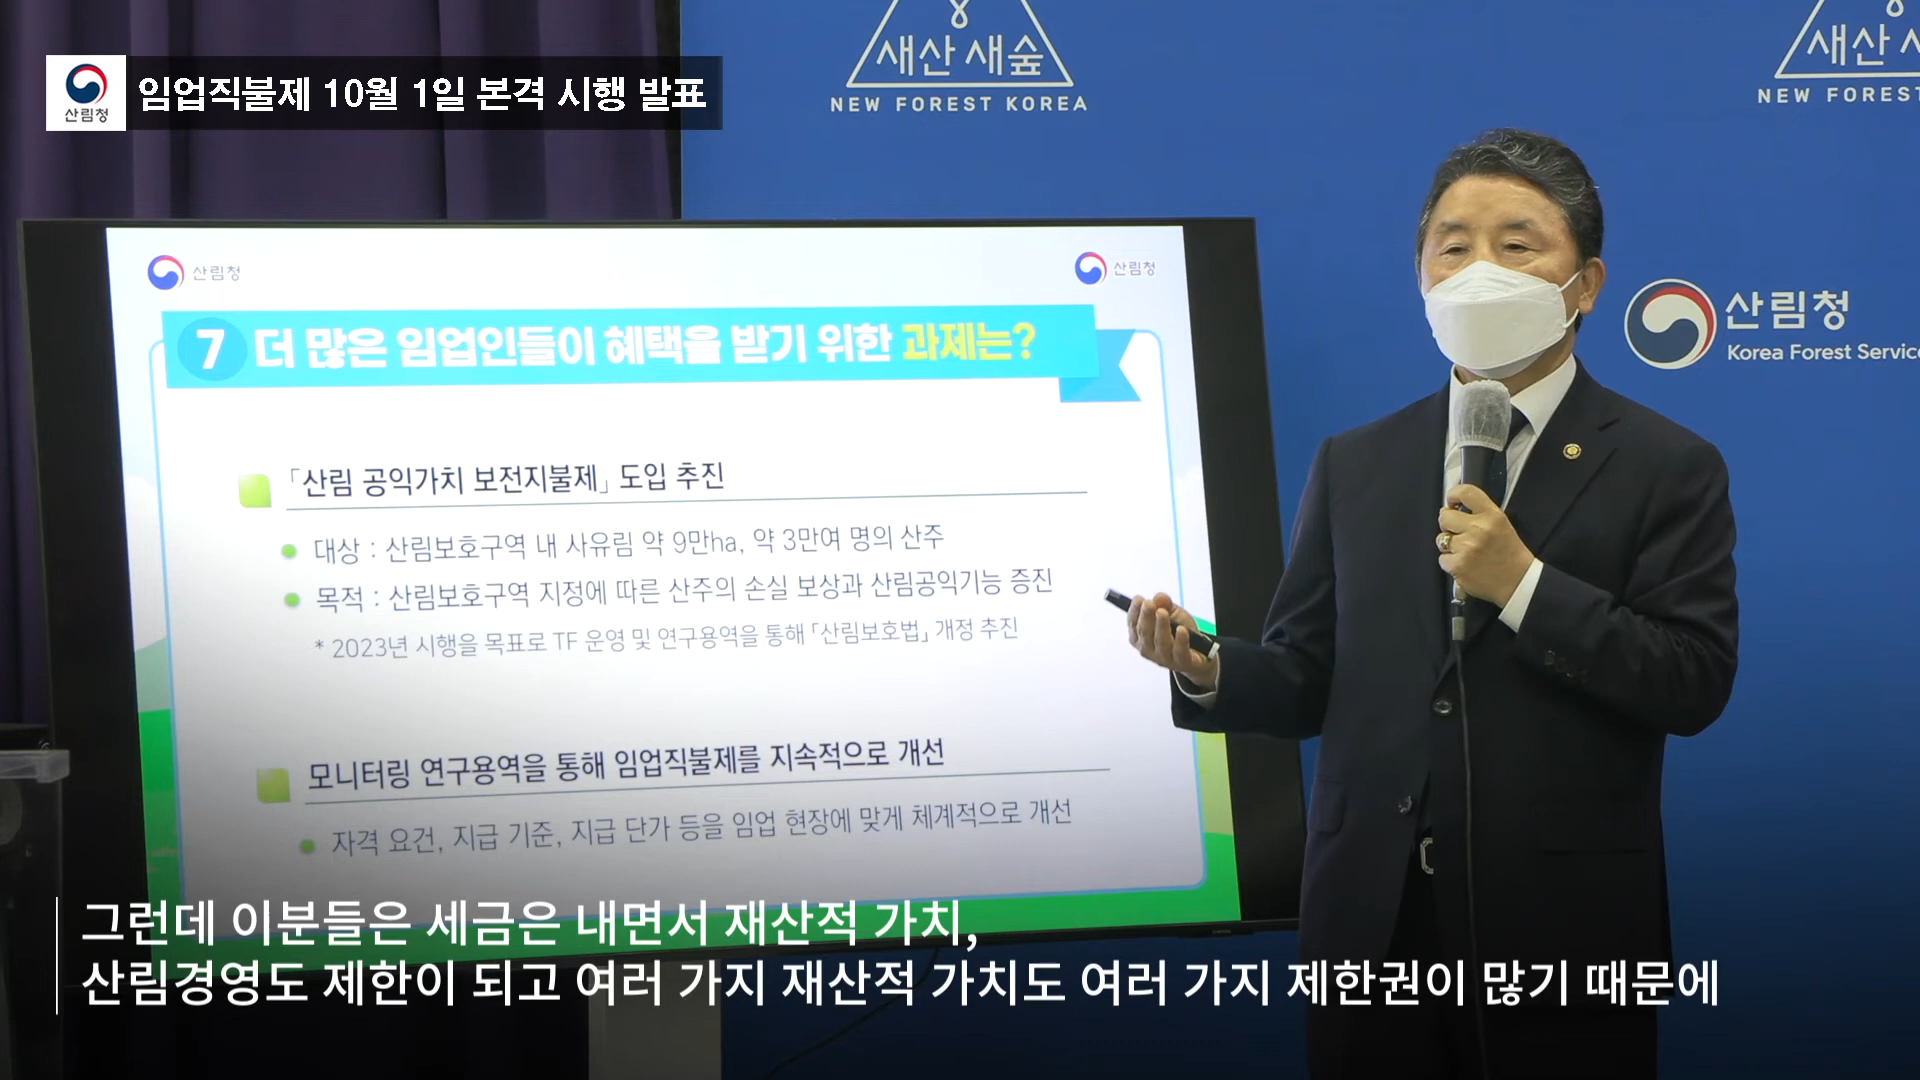 새산새숲
NEW FOREST KOREA
새산
NEW FOREST
산림청
임업직불제 10월 1일 본격 시행 발표
산림청
산림청
7 더 많은 임업인들이 혜택을 받기 위한 과제는?
「산림 공익가치 보전지불제」 도입 추진
대상 : 산림보호구역 내 사유림 약 9만ha, 약 3만여 명의 산주
목적 : 산림보호구역 지정에 따른 산주의 손실 보상과 산림공익기능 증진
* 2023년 시행을 목표로 TF 운영 및 연구용역을 통해 「산림보호법」 개정 추진
모니터링 연구용역을 통해 임업직불제를 지속적으로 개선
자격 요건, 지급 기준, 지급 단가 등을 임업 현장에 맞게 체계적으로 개선
산림청
Korea Forest Service
그런데 이분들은 세금은 내면서 재산적 가치,
산림경영도 제한이 되고 여러 가지 재산적 가치도 여러 가지 제한권이 많기 때문에